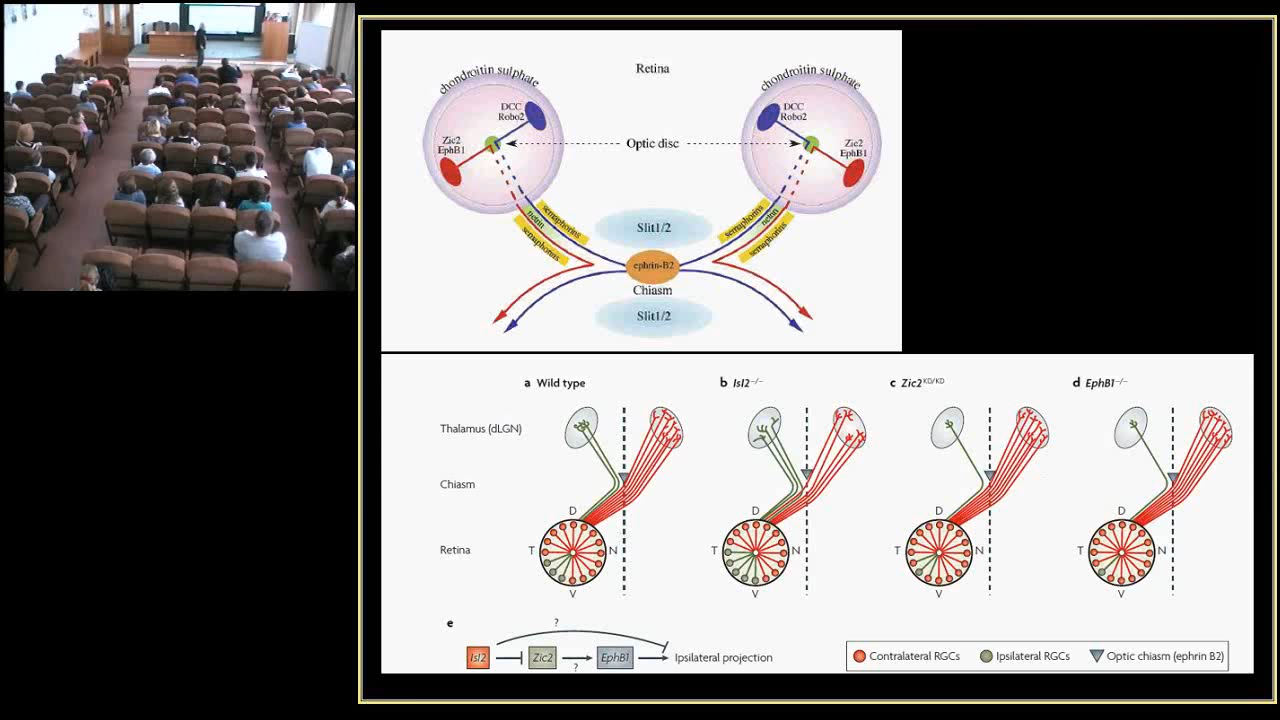 Retina
chondroitin sulphate
DCC
Robo2
Zic2
EphB1
Optic disc
chondroitin sulphate
DCC
Robo2
Zic2
EphB1
semaphorins
netrin
semaphorins
Slit1/2
semaphorins
netrin
semaphorins
ephrin-B2
Chiasm
Slit1/2
a Wild type
b Isl2−/−
c Zic2KD/KD
d EphB1−/−
Thalamus (dLGN)
Chiasm
Retina
D
T
N
V
D
T
N
V
D
T
N
V
D
T
N
V
e
?
Isl2
Zic2
?
EphB1
Ipsilateral projection
Contralateral RGCs
Ipsilateral RGCs
Optic chiasm (ephrin B2)